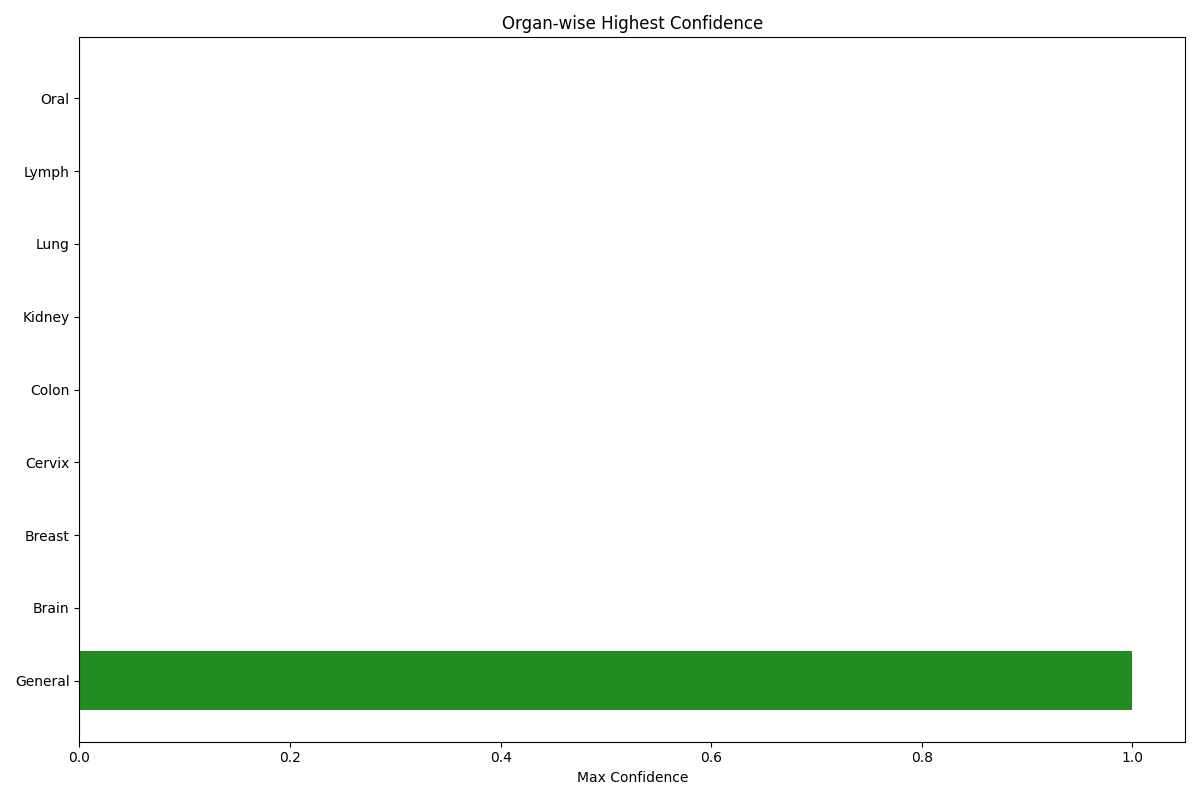 Organ-wise Highest Confidence
Oral
Lymph
Lung
Kidney
Colon
Cervix
Breast
Brain
General
0.0 0.2 0.4 0.6 0.8 1.0
Max Confidence